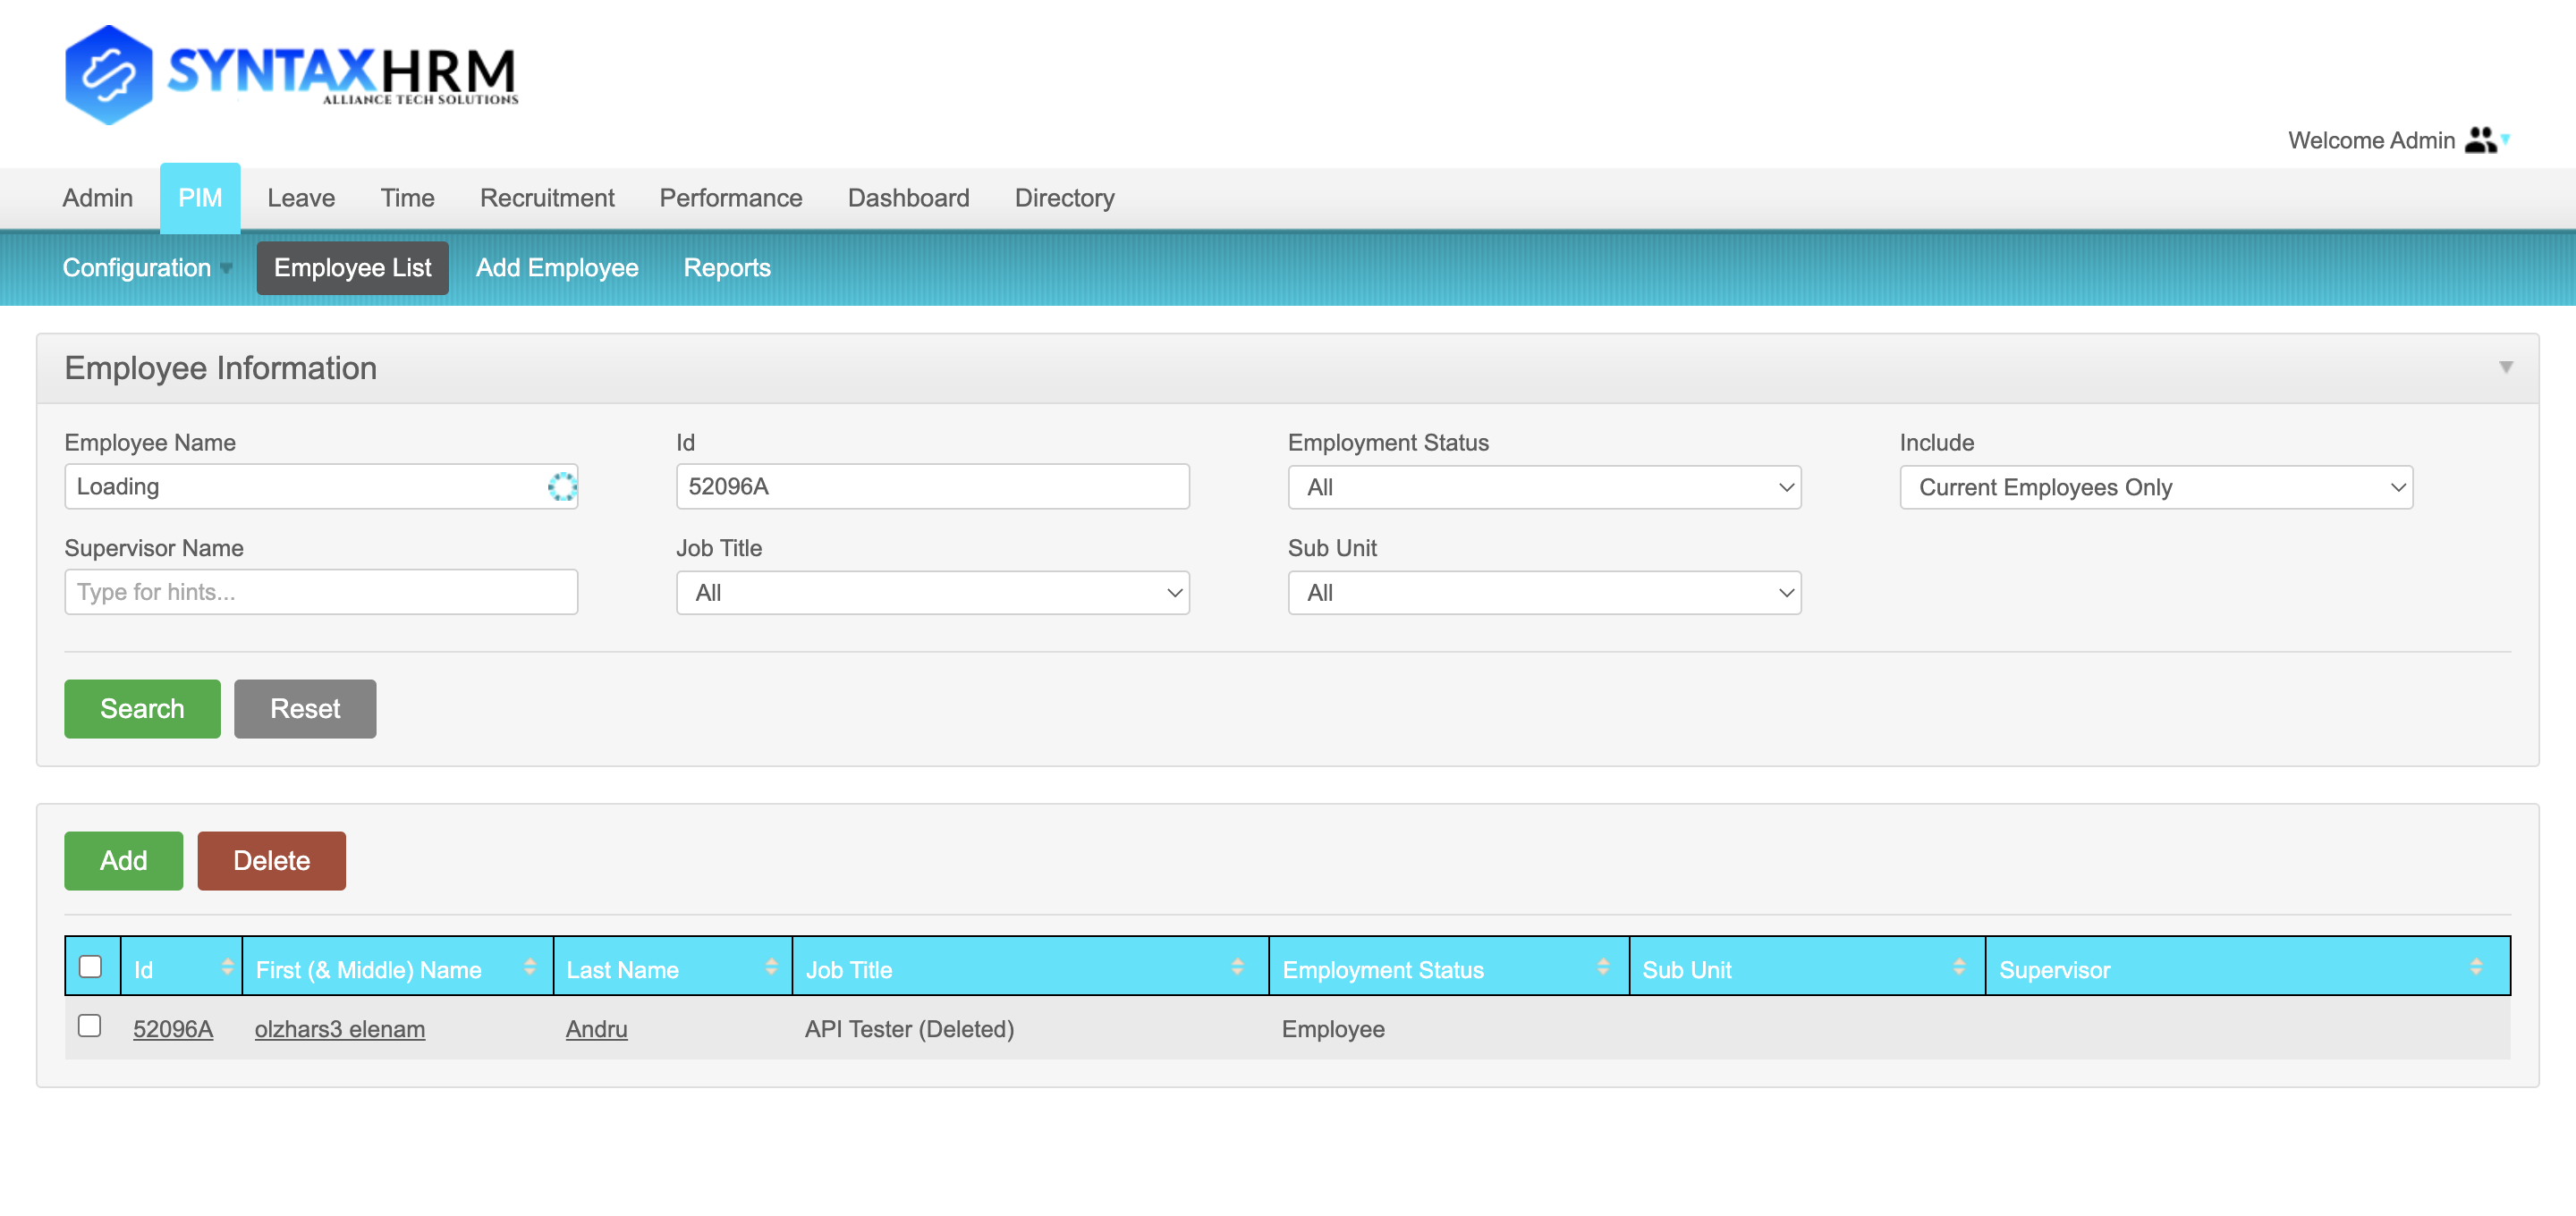 SYNTAXHRM
ALLIANCE TECH SOLUTIONS
Welcome Admin
Admin PIM Leave Time Recruitment Performance Dashboard Directory
Configuration Employee List Add Employee Reports
Employee Information
Employee Name Id Employment Status Include
Loading 52096A All Current Employees Only
Supervisor Name Job Title Sub Unit
Type for hints... All All
Search Reset
Add Delete
Id First (& Middle) Name Last Name Job Title Employment Status Sub Unit Supervisor
52096A olzhars3 elenam Andru API Tester (Deleted) Employee